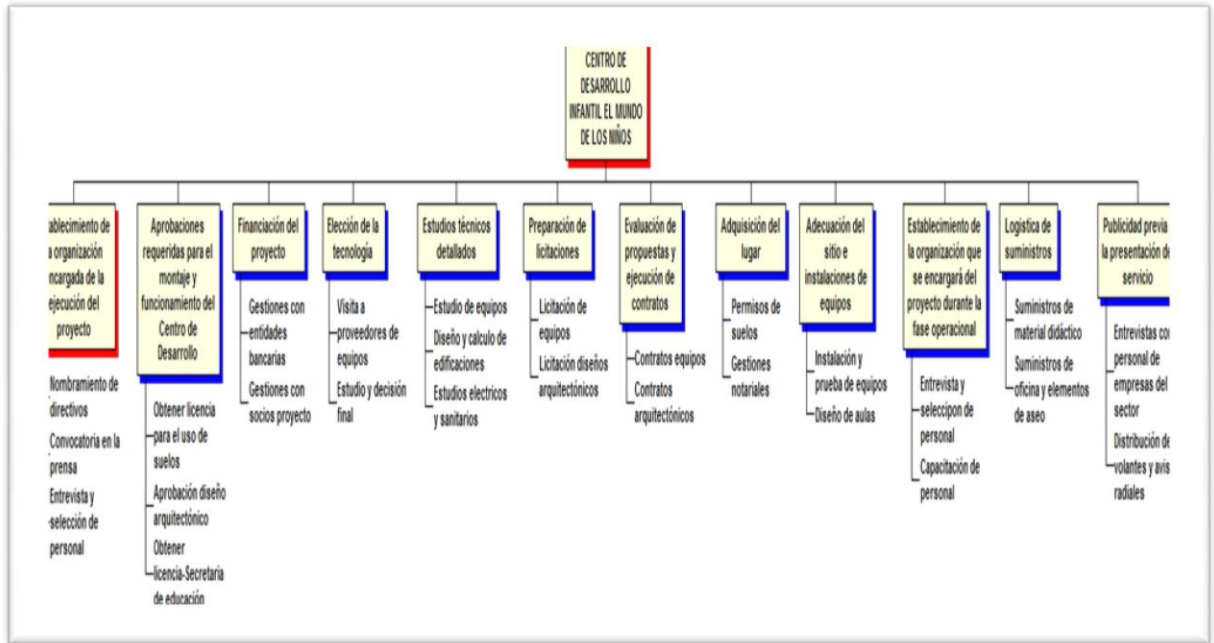 CENTRO DE
DESARROLLO
INFANTIL EL MUNDO
DE LOS NIÑOS
ablecimiento de
a organización
ncargada de la
ejecución del
proyecto
Nombramiento de
directivos
Convocatoria en la
prensa
Entrevista y
selección de
personal
Aprobaciones
requeridas para el
montaje y
funcionamiento del
Centro de
Desarrollo
Obtener licencia
para el uso de
suelos
Aprobación diseño
arquitectónico
Obtener
licencia-Secretaria
de educación
Financiación del
proyecto
Gestiones con
entidades
bancarias
Gestiones con
socios proyecto
Elección de la
tecnología
Visita a
proveedores de
equipos
Estudio y decisión
final
Estudios técnicos
detallados
Estudio de equipos
Diseño y calculo de
edificaciones
Estudios electricos
y sanitarios
Preparación de
licitaciones
Licitación de
equipos
Licitación diseños
arquitectónicos
Evaluación de
propuestas y
ejecución de
contratos
Contratos equipos
Contratos
arquitectónicos
Adquisición del
lugar
Permisos de
suelos
Gestiones
notariales
Adecuación del
sitio e
instalaciones de
equipos
Instalación y
prueba de equipos
Diseño de aulas
Establecimiento de
la organización que
se encargará del
proyecto durante la
fase operacional
Entrevista y
seleccipon de
personal
Capacitación de
personal
Logistica de
suministros
Suministros de
material didáctico
Suministros de
oficina y elementos
de aseo
Publicidad previa
la presentación de
servicio
Entrevistas con
personal de
empresas del
sector
Distribución de
volantes y avis
radiales